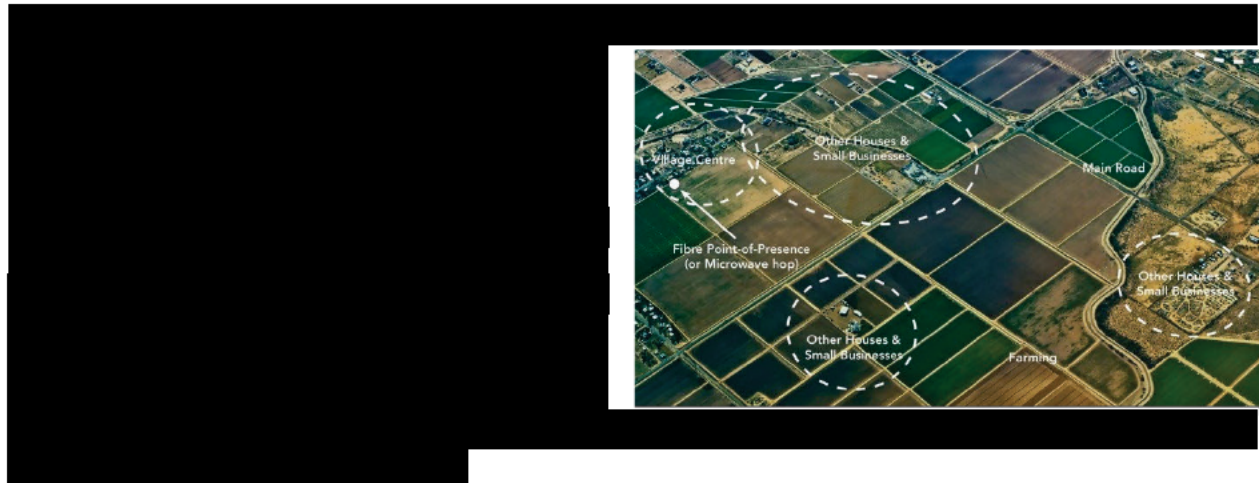 Other Houses &
Small Businesses
Village Centre
Main Road
Fibre Point-of-Presence
(or Microwave hop)
Other Houses &
Small Businesses
Other Houses &
Small Businesses
Farming